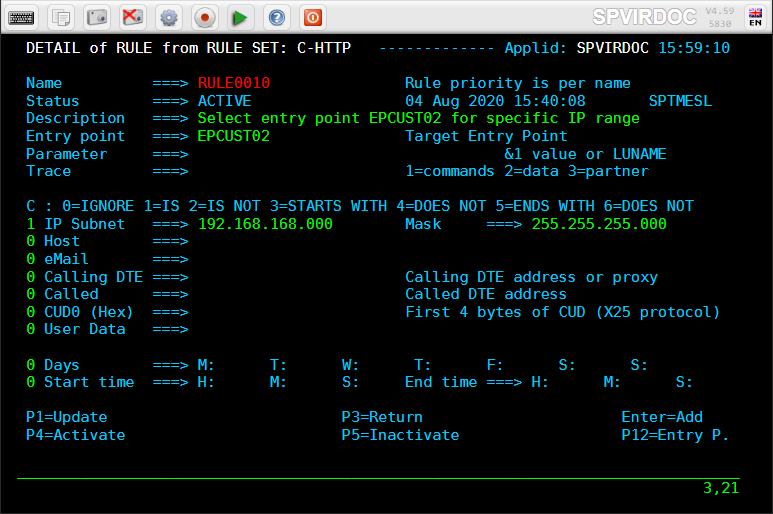 SPVIRDOC V4.59
5830
EN
DETAIL of RULE from RULE SET: C-HTTP   ------------- Applid: SPVIRDOC 15:59:10
Name          ===> RULE0010               Rule priority is per name
Status        ===> ACTIVE                 04 Aug 2020 15:40:08       SPTMESL
Description   ===> Select entry point EPCUST02 for specific IP range
Entry point   ===> EPCUST02               Target Entry Point
Parameter     ===>                                   &1 value or LUNAME
Trace         ===>                        1=commands 2=data 3=partner
C : 0=IGNORE 1=IS 2=IS NOT 3=STARTS WITH 4=DOES NOT 5=ENDS WITH 6=DOES NOT
1 IP Subnet   ===> 192.168.168.000        Mask     ===> 255.255.255.000
0 Host        ===>
0 eMail       ===>
0 Calling DTE ===>                        Calling DTE address or proxy
0 Called      ===>                        Called DTE address
0 CUD0 (Hex)  ===>                        First 4 bytes of CUD (X25 protocol)
0 User Data   ===>
0 Days        ===> M:      T:      W:      T:      F:      S:      S:
0 Start time  ===> H:      M:      S:     End time ===> H:      M:      S:
P1=Update                          P3=Return                      Enter=Add
P4=Activate                        P5=Inactivate                  P12=Entry P.
3,21